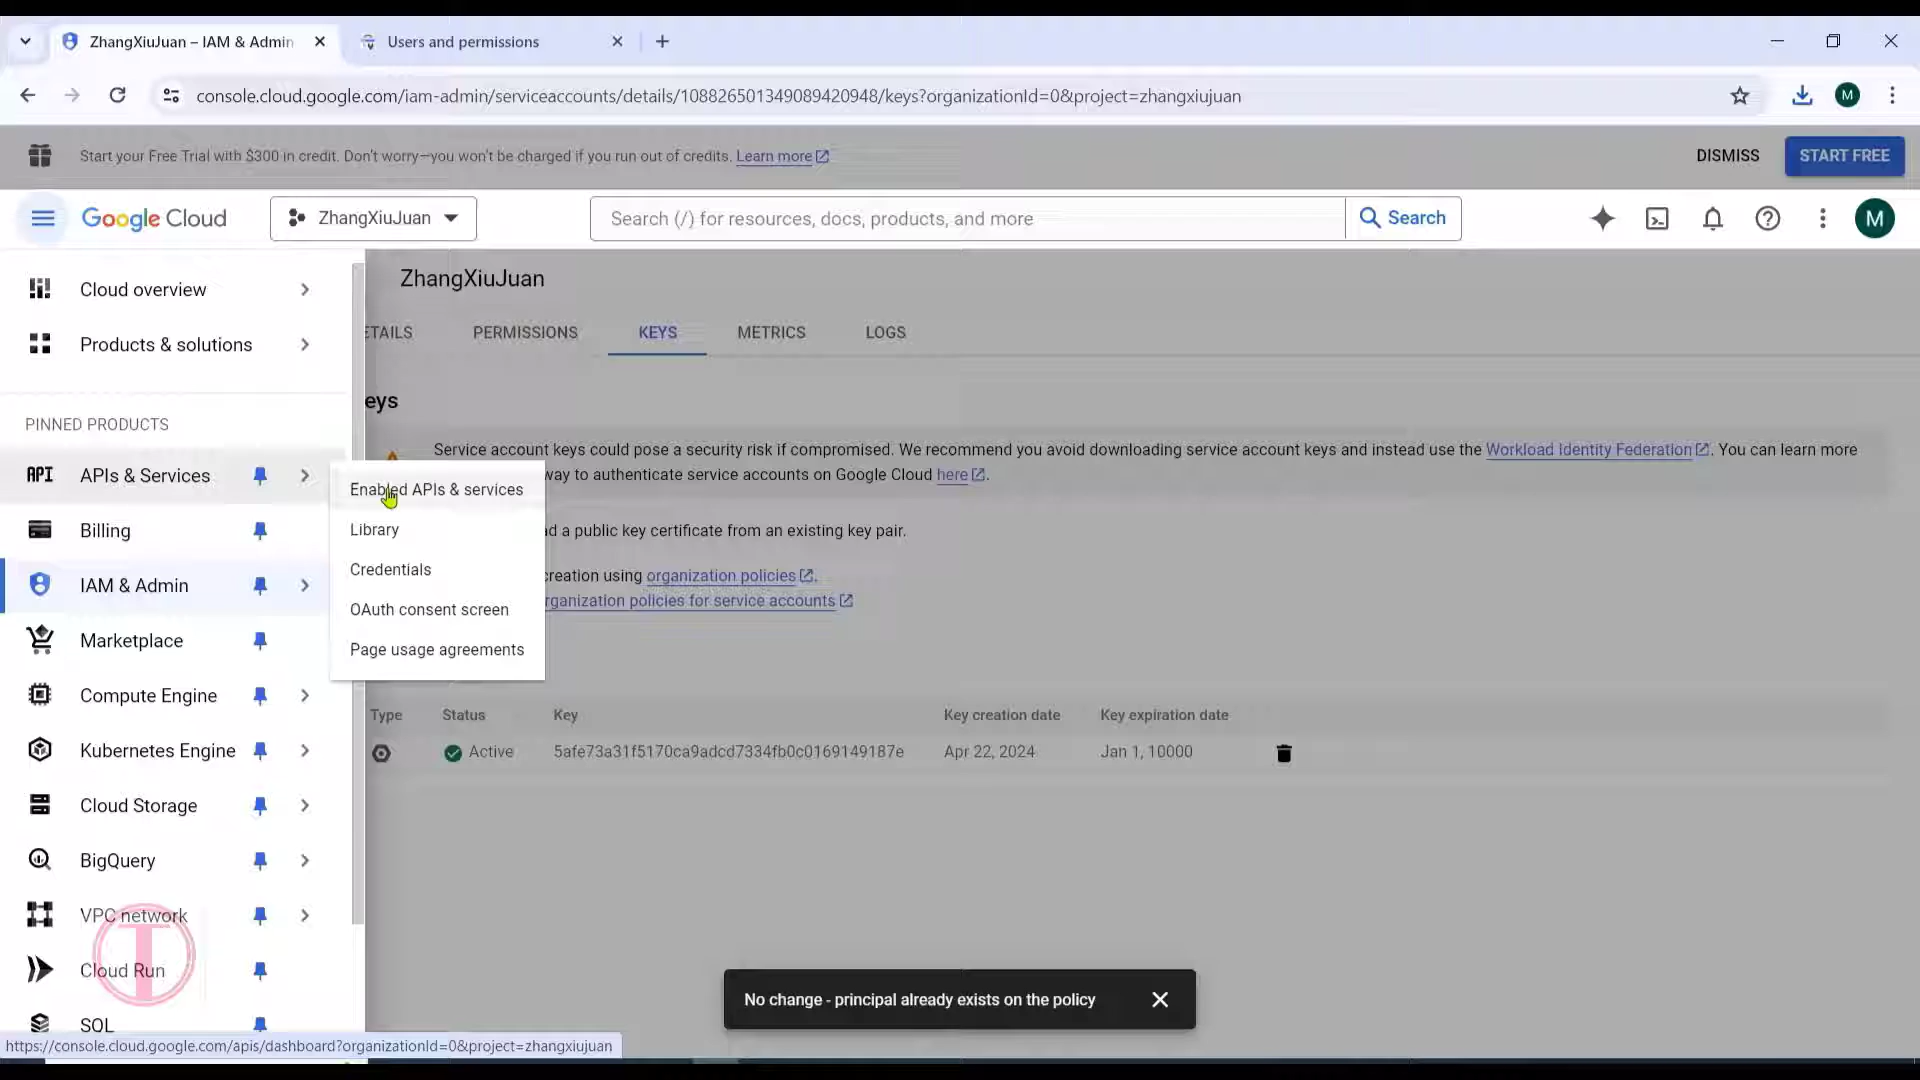 ZhangXiuJuan – IAM & Admin
Users and permissions
console.cloud.google.com/iam-admin/serviceaccounts/details/108826501349089420948/keys?organizationId=0&project=zhangxiujuan
M
Start your Free Trial with $300 in credit. Don't worry—you won't be charged if you run out of credits. Learn more
DISMISS
START FREE
Google Cloud
ZhangXiuJuan
Search (/) for resources, docs, products, and more
Search
M
Cloud overview
Products & solutions
PINNED PRODUCTS
API APIs & Services
Billing
IAM & Admin
Marketplace
Compute Engine
Kubernetes Engine
Cloud Storage
BigQuery
VPC network
Cloud Run
SQL
Enabled APIs & services
Library
Credentials
OAuth consent screen
Page usage agreements
ZhangXiuJuan
ETAILS
PERMISSIONS
KEYS
METRICS
LOGS
eys
Service account keys could pose a security risk if compromised. We recommend you avoid downloading service account keys and instead use the Workload Identity Federation. You can learn more
way to authenticate service accounts on Google Cloud here.
d a public key certificate from an existing key pair.
creation using organization policies.
rganization policies for service accounts
Type Status Key Key creation date Key expiration date
Active 5afe73a31f5170ca9adcd7334fb0c0169149187e Apr 22, 2024 Jan 1, 10000
No change - principal already exists on the policy
T
https://console.cloud.google.com/apis/dashboard?organizationId=0&project=zhangxiujuan